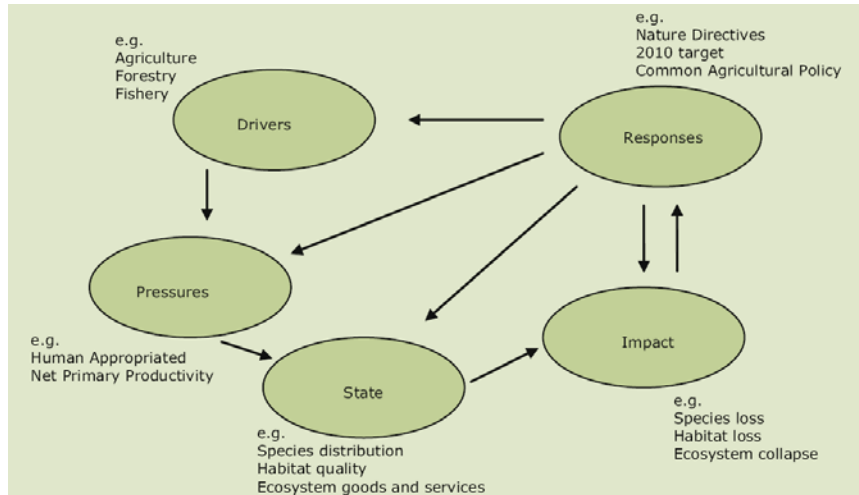 e.g.
Agriculture
Forestry
Fishery
Drivers
e.g.
Nature Directives
2010 target
Common Agricultural Policy
Responses
Pressures
e.g.
Human Appropriated
Net Primary Productivity
State
e.g.
Species distribution
Habitat quality
Ecosystem goods and services
Impact
e.g.
Species loss
Habitat loss
Ecosystem collapse